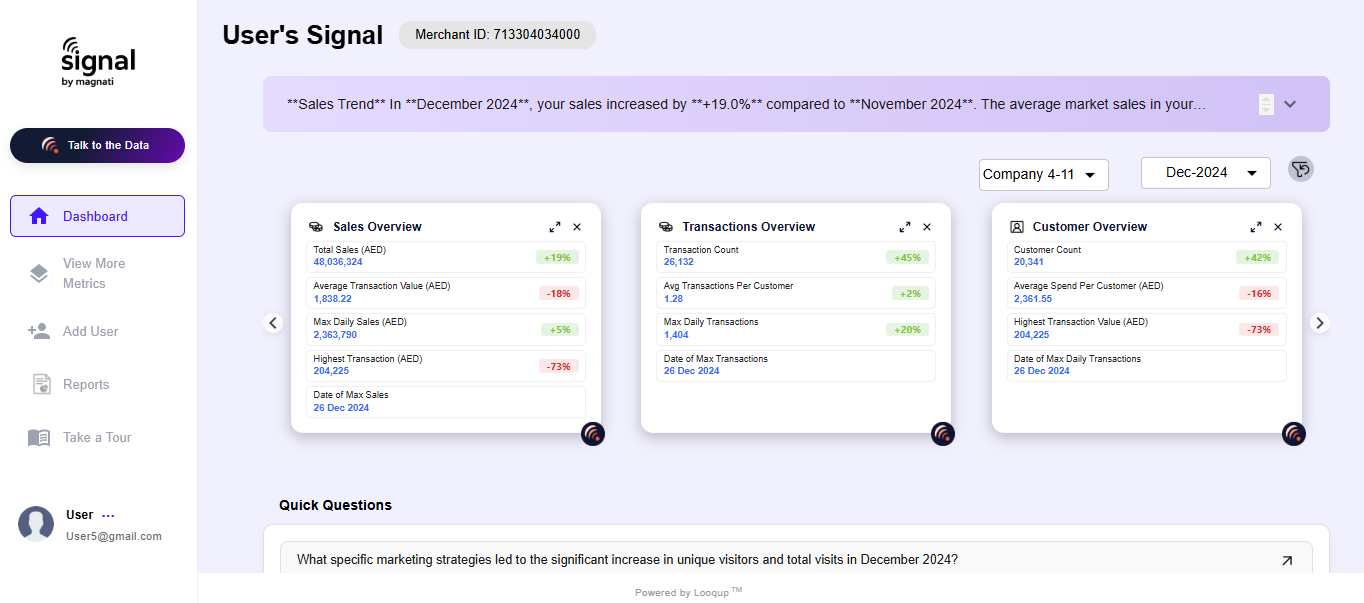 signal
by magnati
Talk to the Data
Dashboard
View More
Metrics
Add User
Reports
Take a Tour
User ...
User5@gmail.com
User's Signal
Merchant ID: 713304034000
**Sales Trend** In **December 2024**, your sales increased by **+19.0%** compared to **November 2024**. The average market sales in your...
Company 4-11
Dec-2024
Sales Overview
Total Sales (AED)
48,036,324
+19%
Average Transaction Value (AED)
1,838.22
-18%
Max Daily Sales (AED)
2,363,790
+5%
Highest Transaction (AED)
204,225
-73%
Date of Max Sales
26 Dec 2024
Transactions Overview
Transaction Count
26,132
+45%
Avg Transactions Per Customer
1.28
+2%
Max Daily Transactions
1,404
+20%
Date of Max Transactions
26 Dec 2024
Customer Overview
Customer Count
20,341
+42%
Average Spend Per Customer (AED)
2,361.55
-16%
Highest Transaction Value (AED)
204,225
-73%
Date of Max Daily Transactions
26 Dec 2024
Quick Questions
What specific marketing strategies led to the significant increase in unique visitors and total visits in December 2024?
Powered by Looqup TM